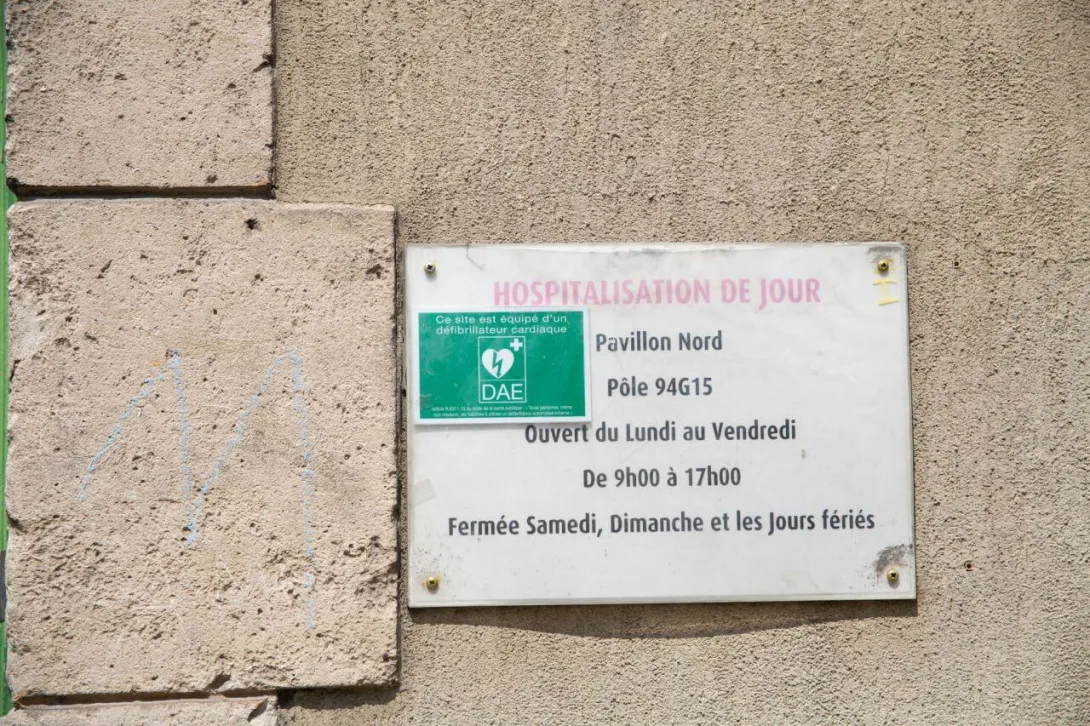 HOSPITALISATION DE JOUR
Ce site est équipé d'un
défibrillateur cardiaque
DAE
Pavillon Nord
Pôle 94G15
Ouvert du Lundi au Vendredi
De 9h00 à 17h00
Fermée Samedi, Dimanche et les Jours fériés